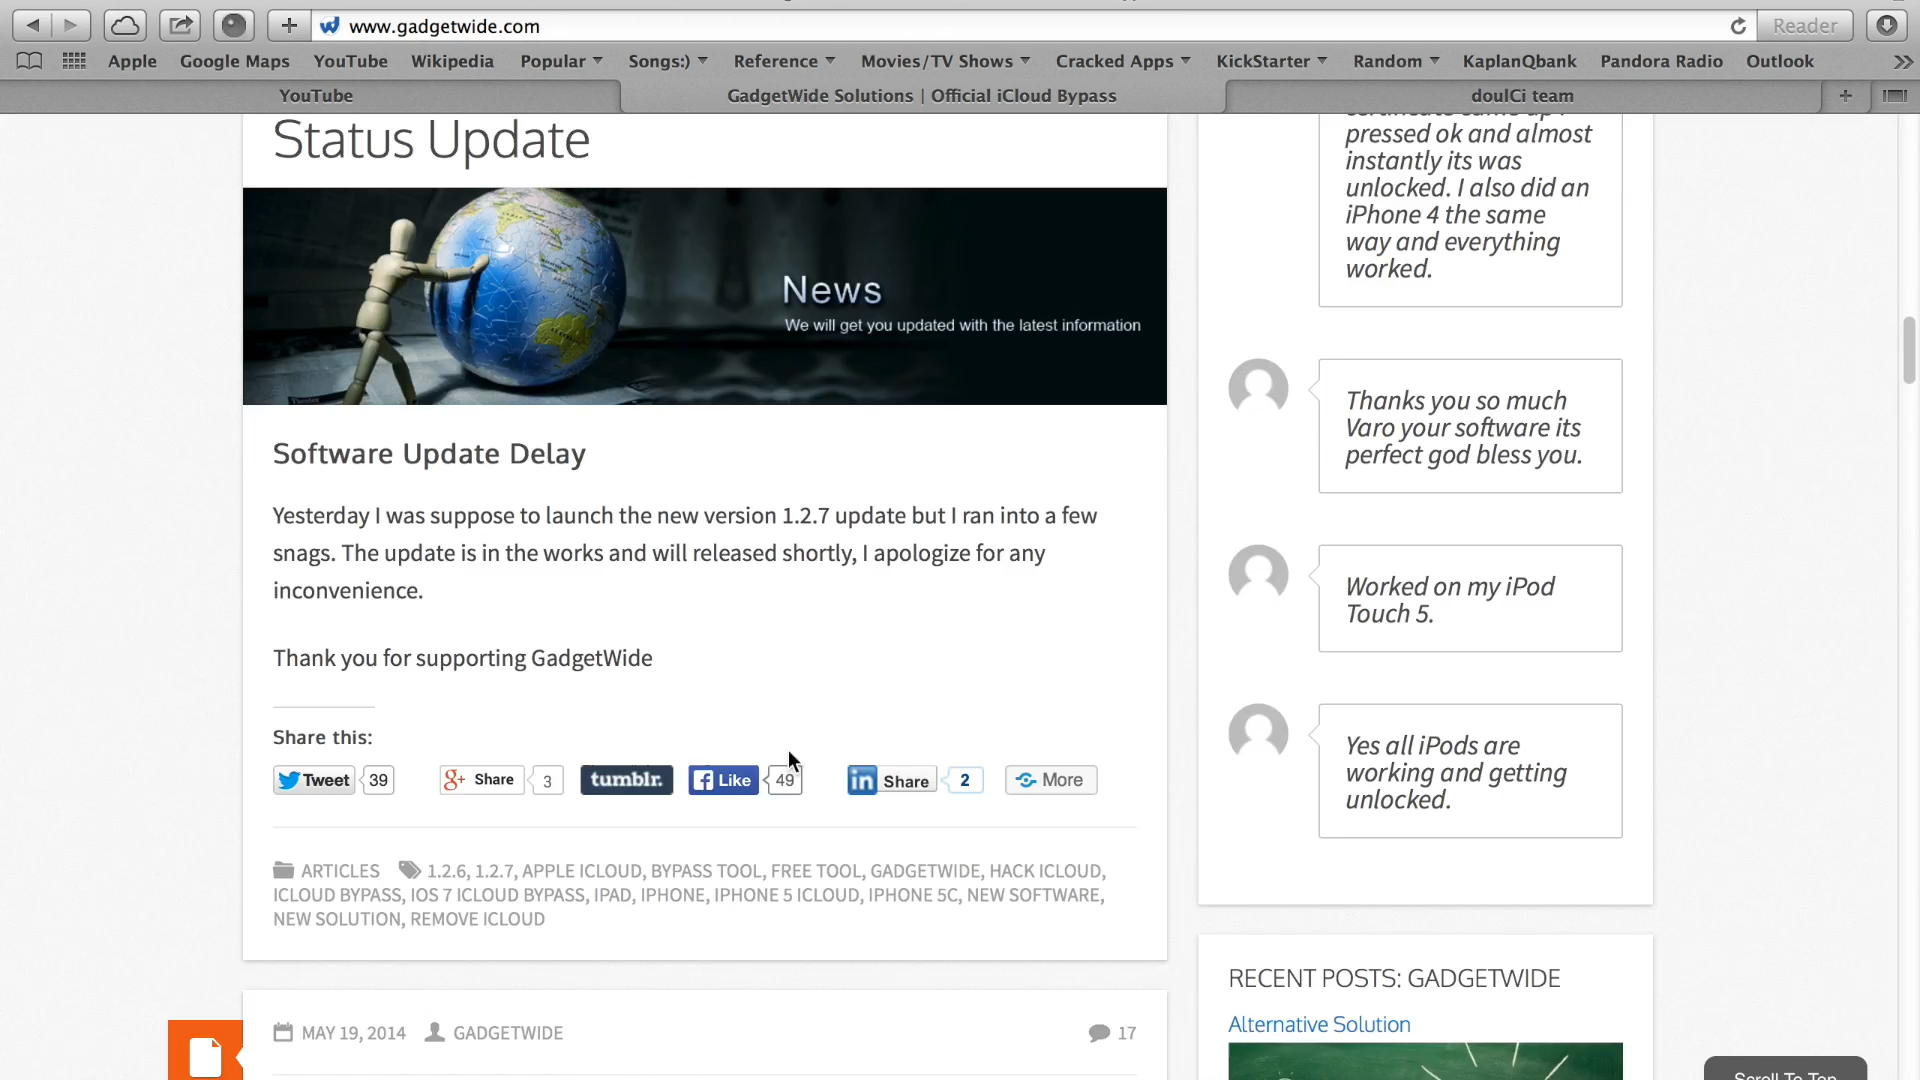 www.gadgetwide.com
Reader
Apple Google Maps YouTube Wikipedia Popular Songs:) Reference Movies/TV Shows Cracked Apps KickStarter Random KaplanQbank Pandora Radio Outlook
YouTube
GadgetWide Solutions | Official iCloud Bypass
doulCi team
Status Update
News
We will get you updated with the latest information
Software Update Delay
Yesterday I was suppose to launch the new version 1.2.7 update but I ran into a few
snags. The update is in the works and will released shortly, I apologize for any
inconvenience.
Thank you for supporting GadgetWide
Share this:
Tweet 39
g+ Share 3
tumblr.
Like 49
in Share 2
More
ARTICLES 1.2.6, 1.2.7, APPLE ICLOUD, BYPASS TOOL, FREE TOOL, GADGETWIDE, HACK ICLOUD,
ICLOUD BYPASS, IOS 7 ICLOUD BYPASS, IPAD, IPHONE, IPHONE 5 ICLOUD, IPHONE 5C, NEW SOFTWARE,
NEW SOLUTION, REMOVE ICLOUD
MAY 19, 2014 GADGETWIDE 17
pressed ok and almost
instantly its was
unlocked. I also did an
iPhone 4 the same
way and everything
worked.
Thanks you so much
Varo your software its
perfect god bless you.
Worked on my iPod
Touch 5.
Yes all iPods are
working and getting
unlocked.
RECENT POSTS: GADGETWIDE
Alternative Solution
Scroll To Top